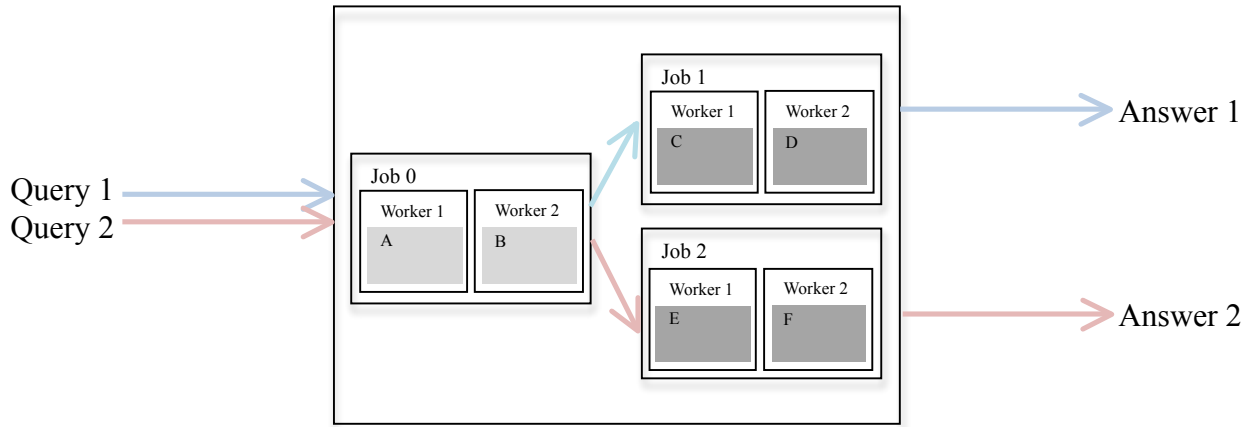 Query 1
Query 2
Job 0
Worker 1
Worker 2
A
B
Job 1
Worker 1
Worker 2
C
D
Job 2
Worker 1
Worker 2
E
F
Answer 1
Answer 2